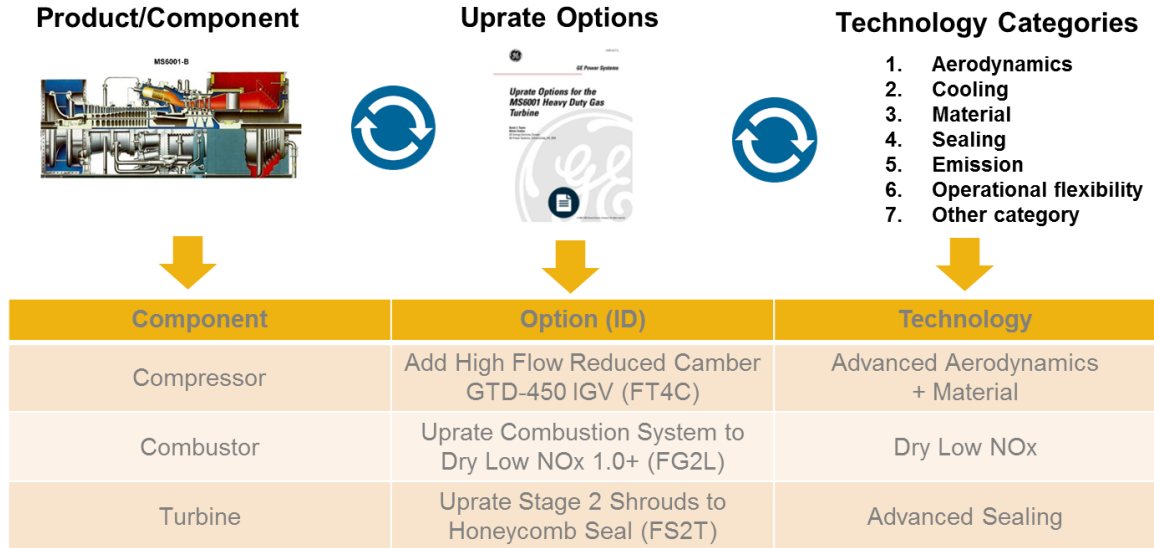 Product/Component
Uprate Options
Technology Categories
MS6001-B
GE Power Systems
Uprate Options for the
MS6001 Heavy Duty Gas
Turbine
1. Aerodynamics
2. Cooling
3. Material
4. Sealing
5. Emission
6. Operational flexibility
7. Other category
Component
Option (ID)
Technology
Compressor
Add High Flow Reduced Camber
GTD-450 IGV (FT4C)
Advanced Aerodynamics
+ Material
Combustor
Uprate Combustion System to
Dry Low NOx 1.0+ (FG2L)
Dry Low NOx
Turbine
Uprate Stage 2 Shrouds to
Honeycomb Seal (FS2T)
Advanced Sealing